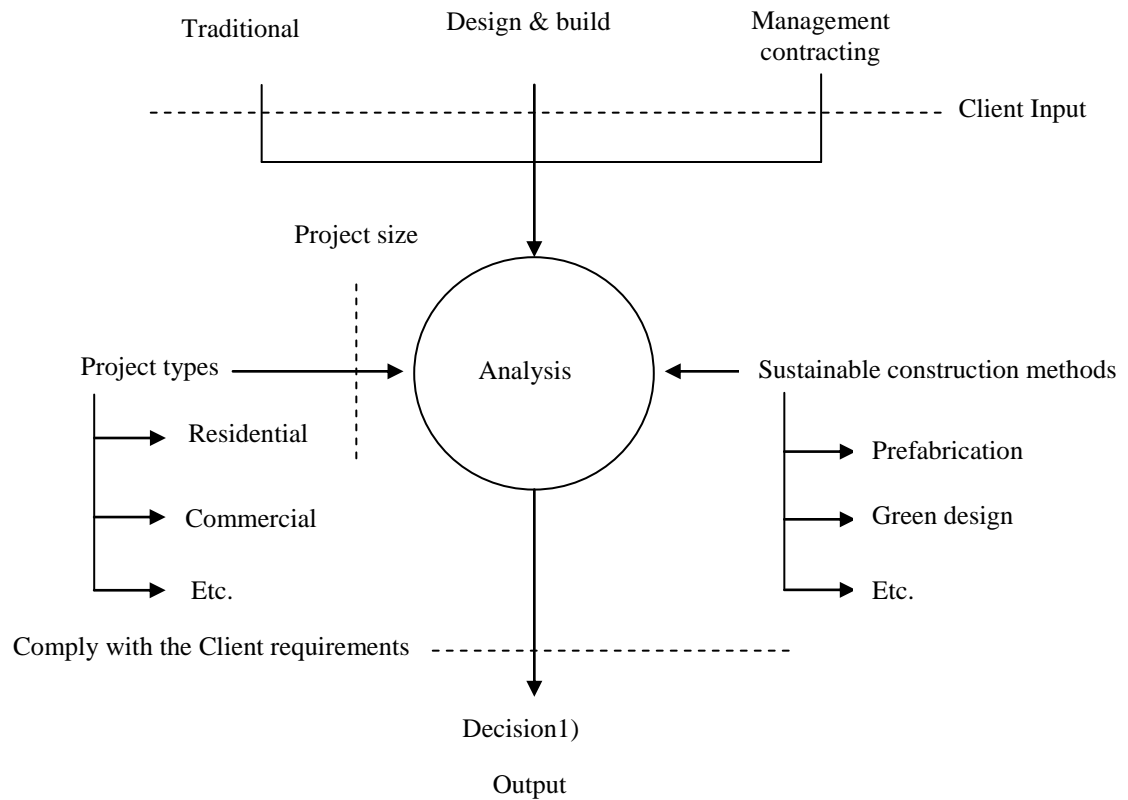 Traditional
Design & build
Management
contracting
Client Input
Project size
Project types
Analysis
Sustainable construction methods
Residential
Prefabrication
Commercial
Green design
Etc.
Etc.
Comply with the Client requirements
Decision1)
Output